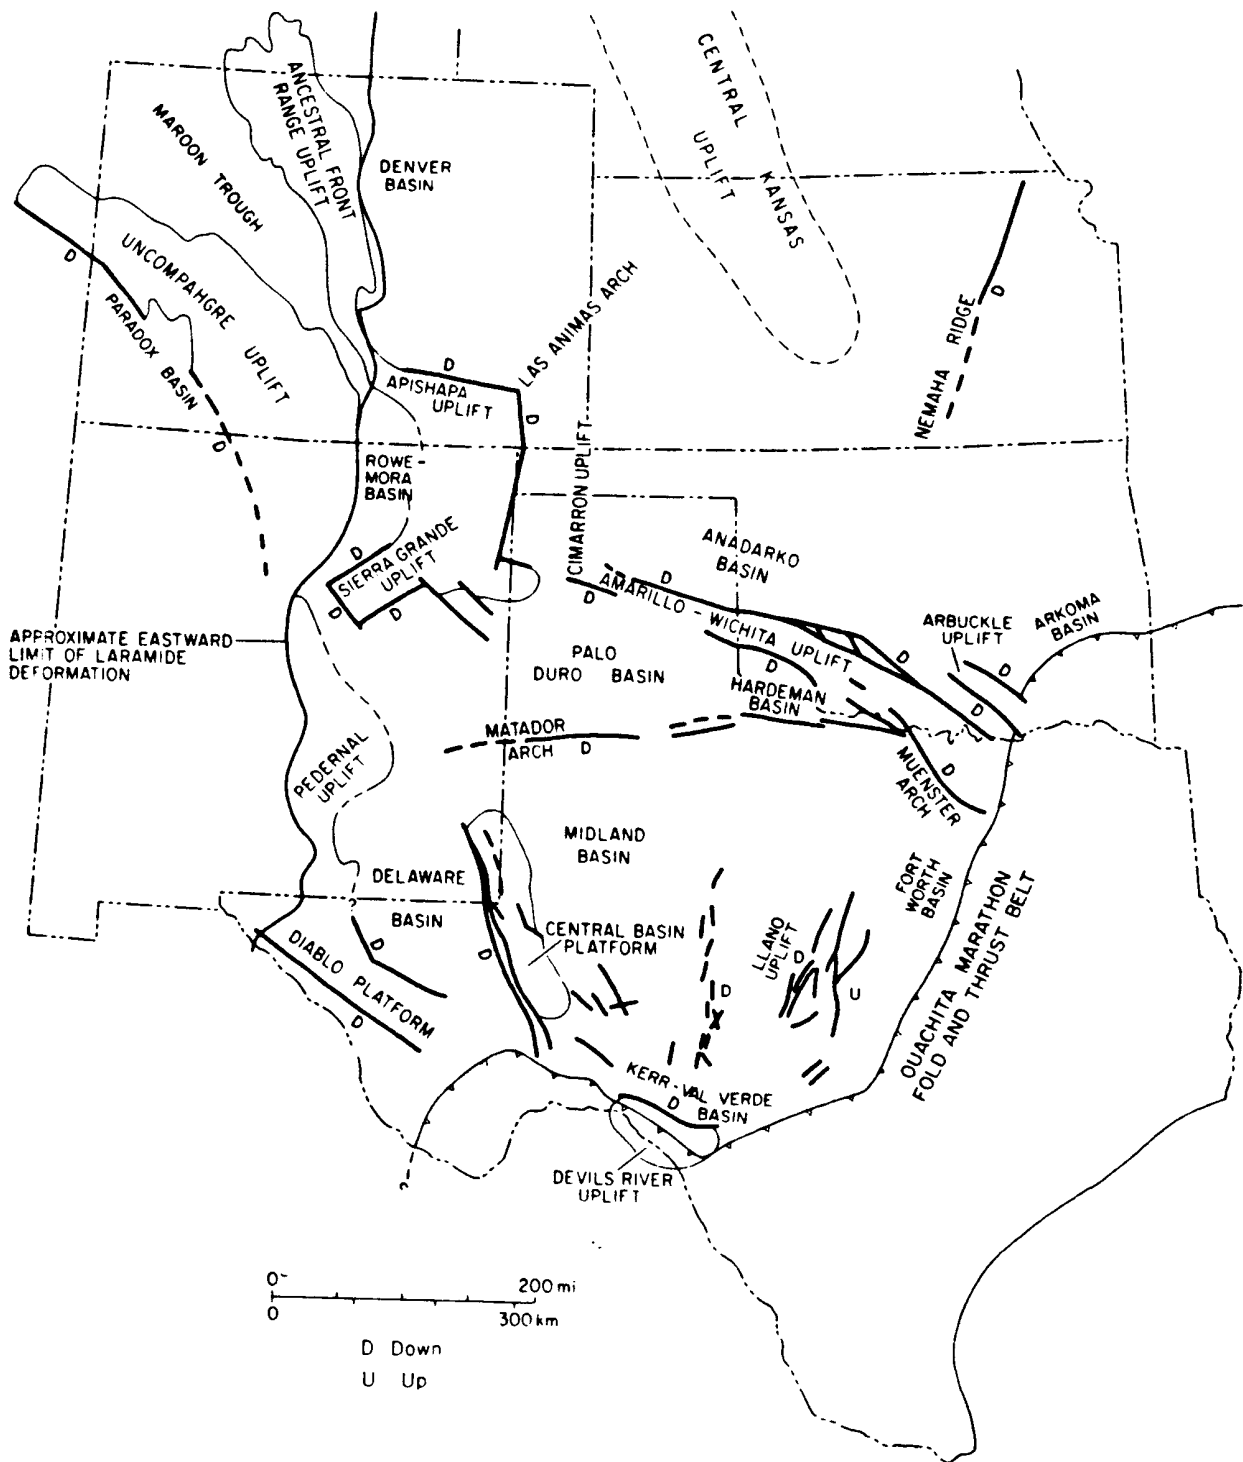 CENTRAL
KANSAS
UPLIFT
ANCESTRAL FRONT
RANGE UPLIFT
MAROON TROUGH
DENVER
BASIN
UNCOMPAHGRE
UPLIFT
D
PARADOX BASIN
D
LAS ANIMAS ARCH
D
NEMAHA RIDGE
D
APISHAPA
UPLIFT
D
ROWE-
MORA
BASIN
CIMARRON UPLIFT
D
SIERRA GRANDE
UPLIFT
D
D
D
ANADARKO
BASIN
D
AMARILLO - WICHITA UPLIFT
D
D
ARBUCKLE
UPLIFT
ARKOMA
BASIN
D
D
APPROXIMATE EASTWARD
LIMIT OF LARAMIDE
DEFORMATION
PALO
DURO BASIN
HARDEMAN
BASIN
MATADOR
ARCH
D
PEDERNAL
UPLIFT
MUENSTER
ARCH
D
MIDLAND
BASIN
DELAWARE
BASIN
FORT
WORTH
BASIN
CENTRAL BASIN
PLATFORM
D
LLANO
UPLIFT
D
U
D
DIABLO PLATFORM
D
D
OUACHITA MARATHON
FOLD AND THRUST BELT
KERR-VAL VERDE
BASIN
D
DEVILS RIVER
UPLIFT
0 200 mi
0 300 km
D Down
U Up